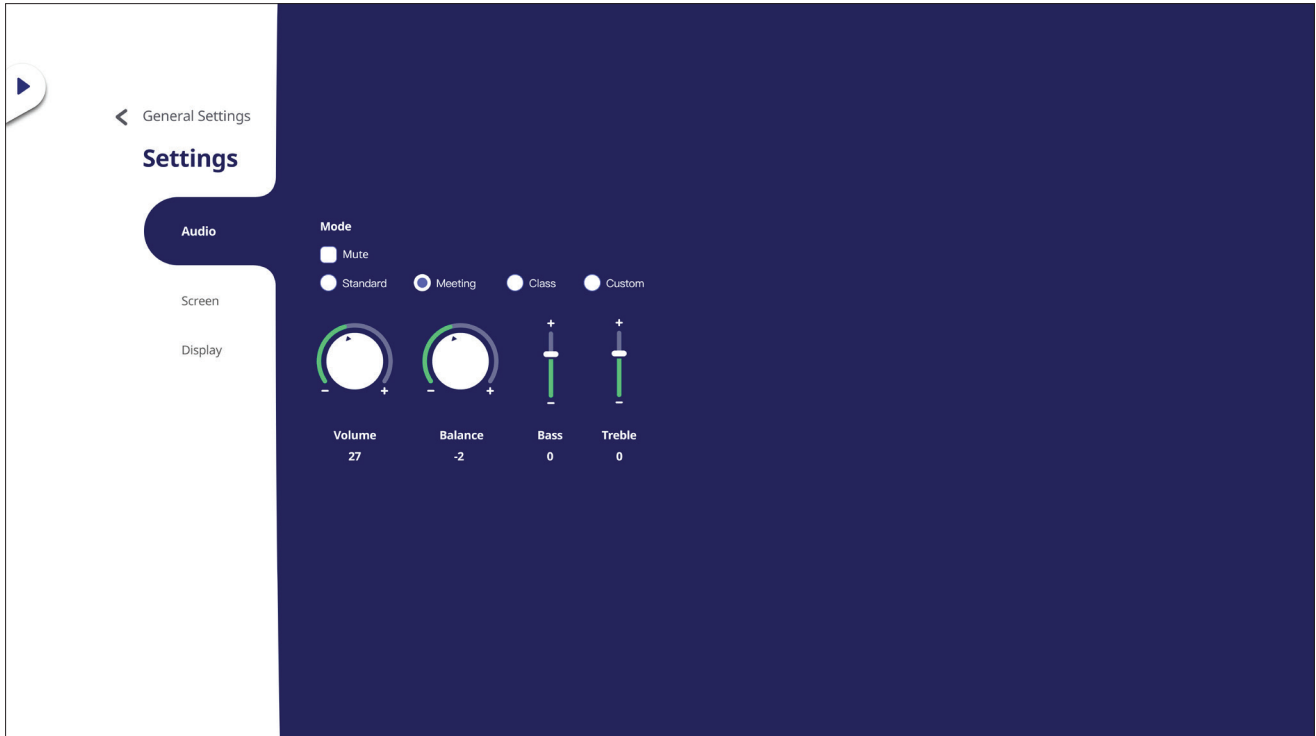 General Settings
Settings
Audio
Screen
Display
Mode
Mute
Standard Meeting Class Custom
+ +
- + - + - -
Volume Balance Bass Treble
27 -2 0 0